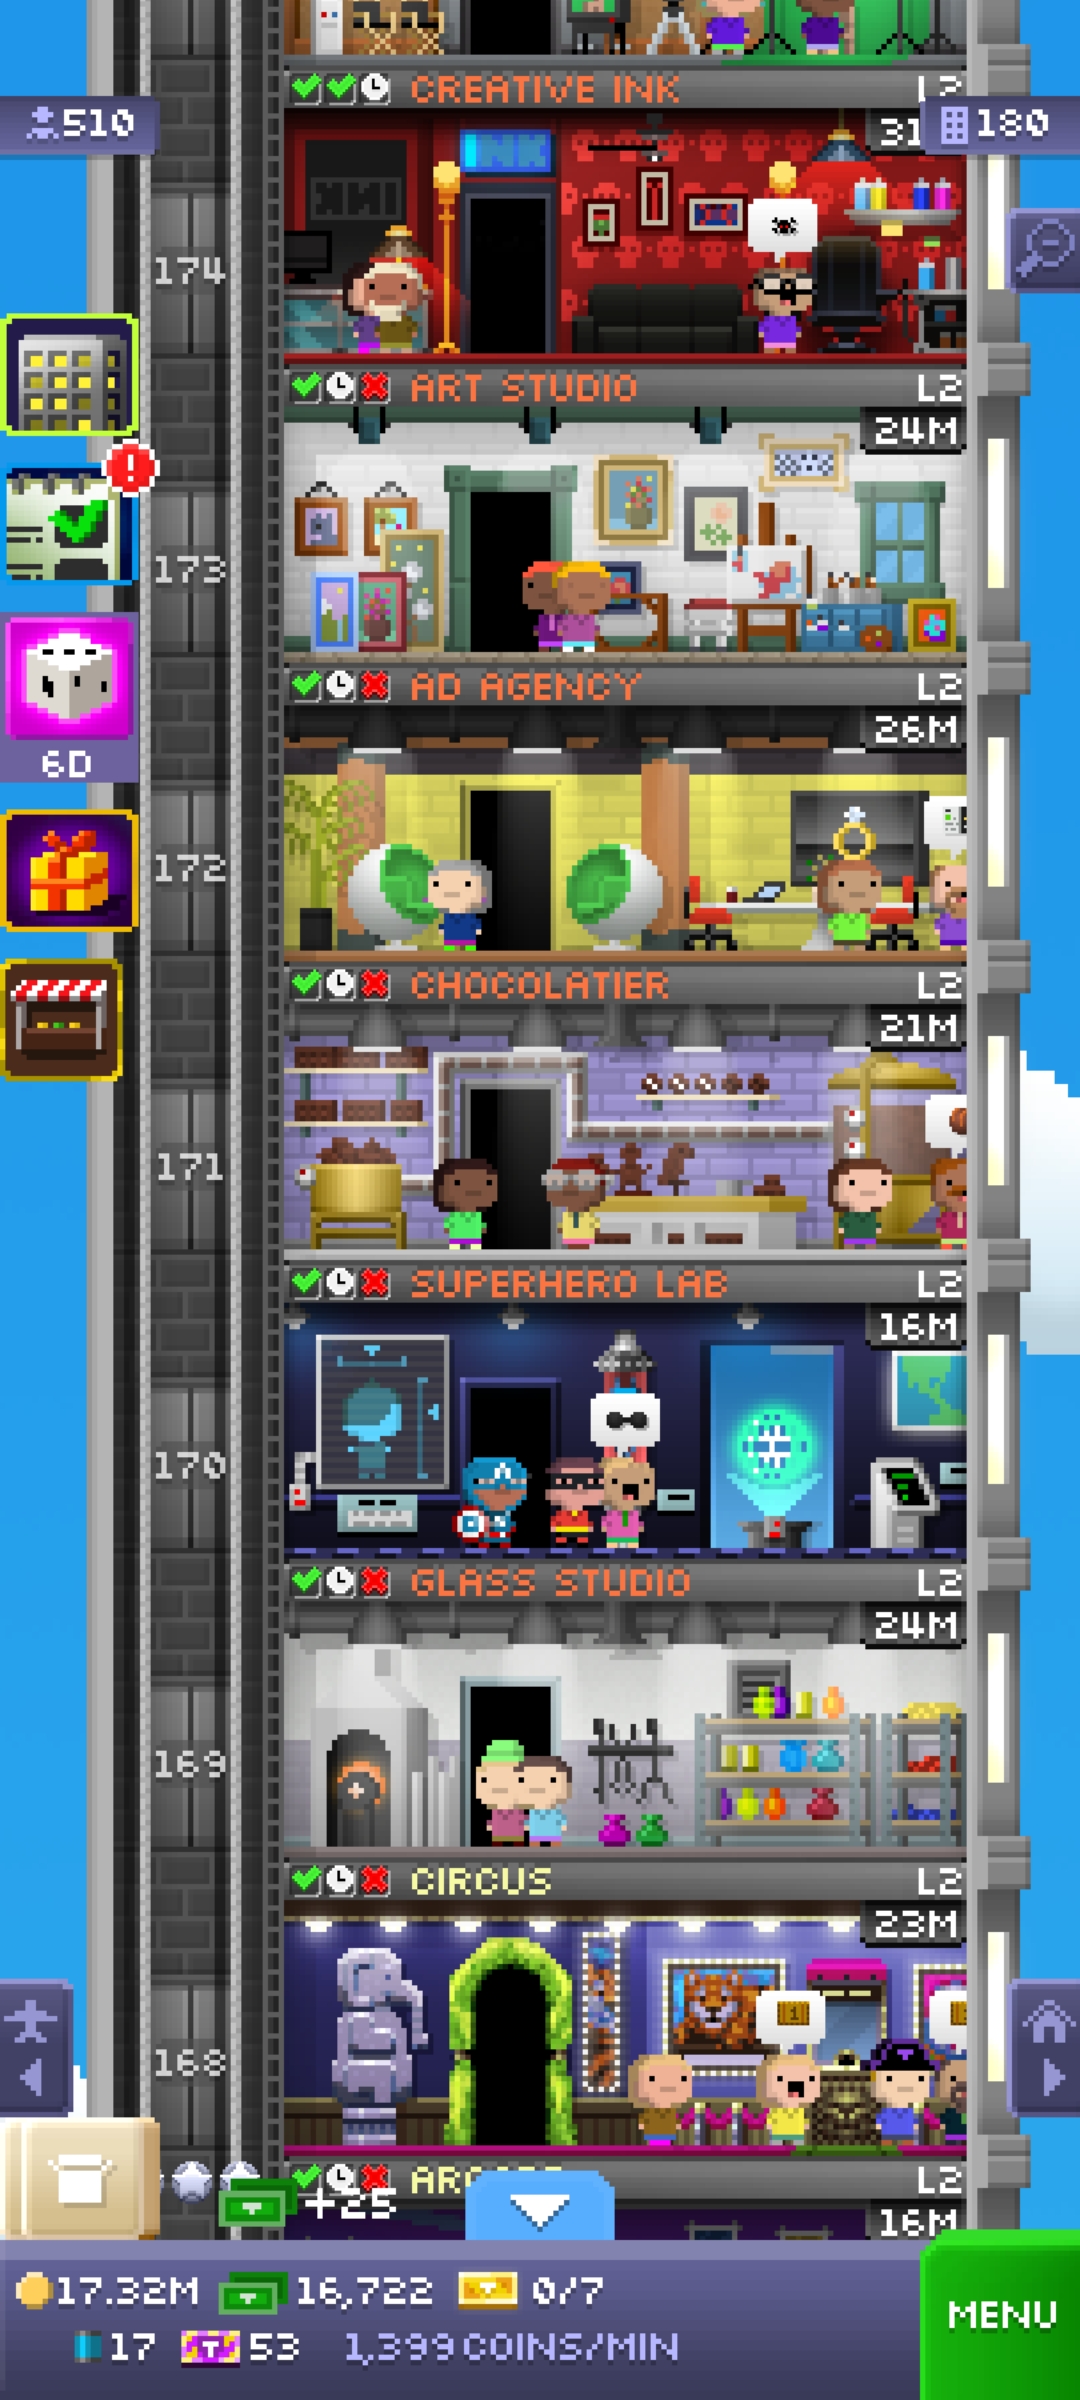 CREATIVE INK L2
510
31
180
INK
174
ART STUDIO L2
24M
173
AD AGENCY L2
26M
6D
172
CHOCOLATIER L2
21M
171
SUPERHERO LAB L2
16M
170
GLASS STUDIO L2
24M
169
CIRCUS L2
23M
1
168
L2
+25
16M
17.32M 16,722 0/7
MENU
17 53 1,399 COINS/MIN